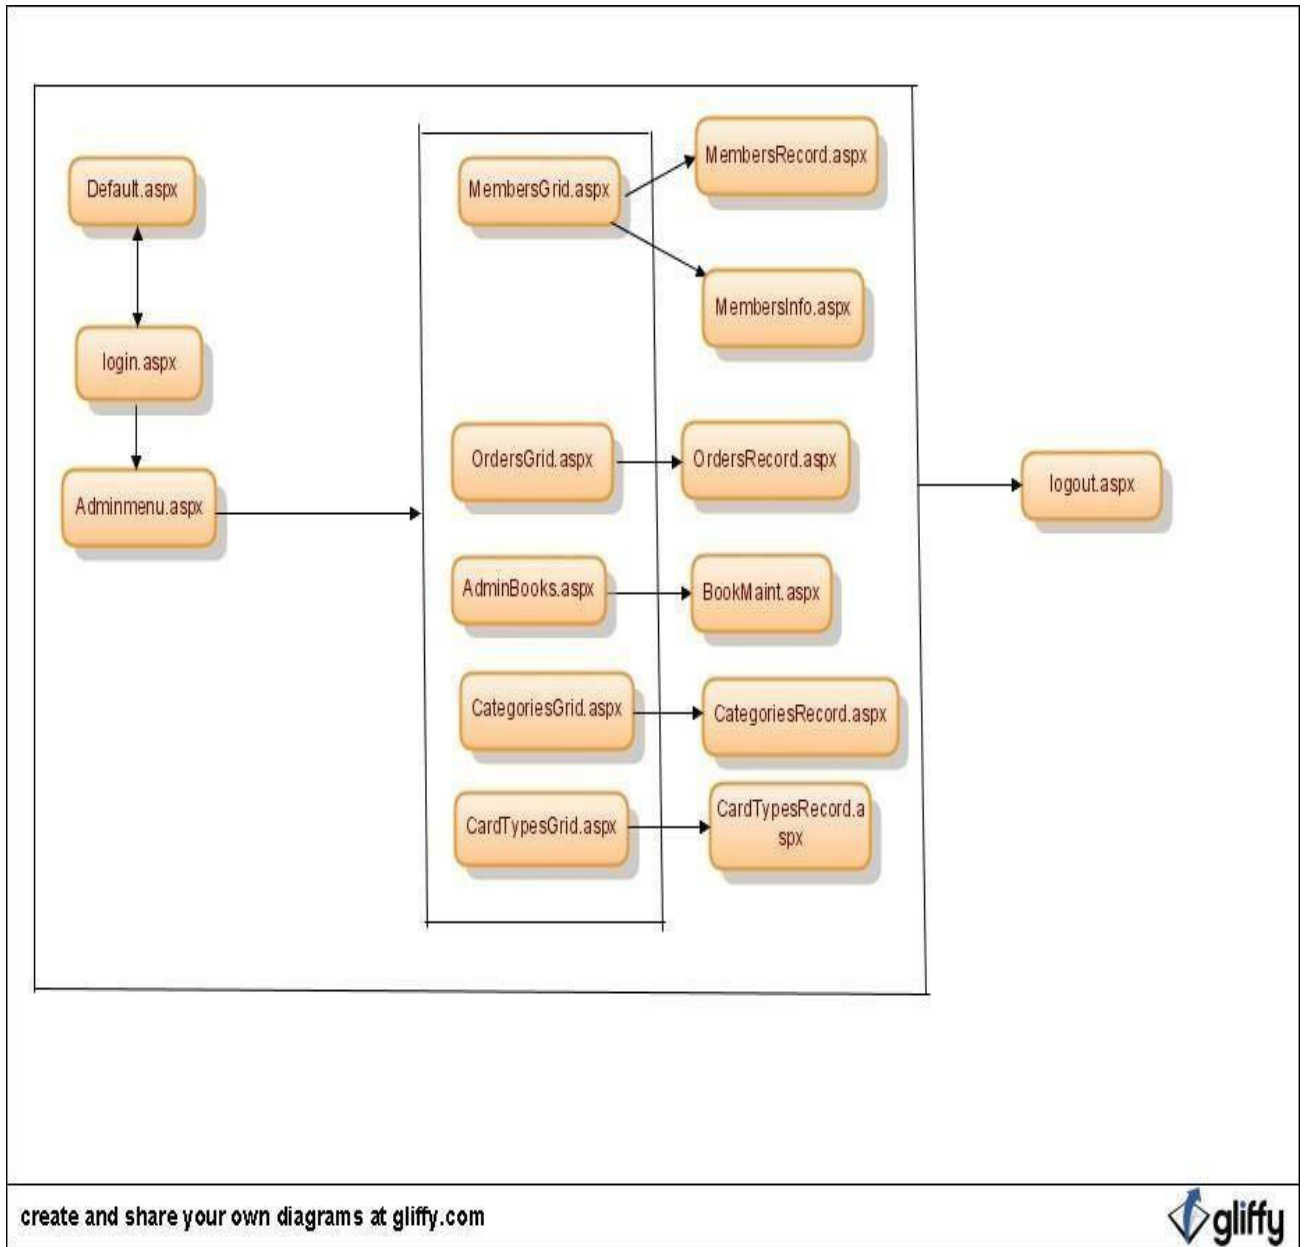 Default.aspx
login.aspx
Adminmenu.aspx
MembersGrid.aspx
MembersRecord.aspx
MembersInfo.aspx
OrdersGrid.aspx
OrdersRecord.aspx
AdminBooks.aspx
BookMaint.aspx
CategoriesGrid.aspx
CategoriesRecord.aspx
CardTypesGrid.aspx
CardTypesRecord.a
spx
logout.aspx
create and share your own diagrams at gliffy.com
gliffy